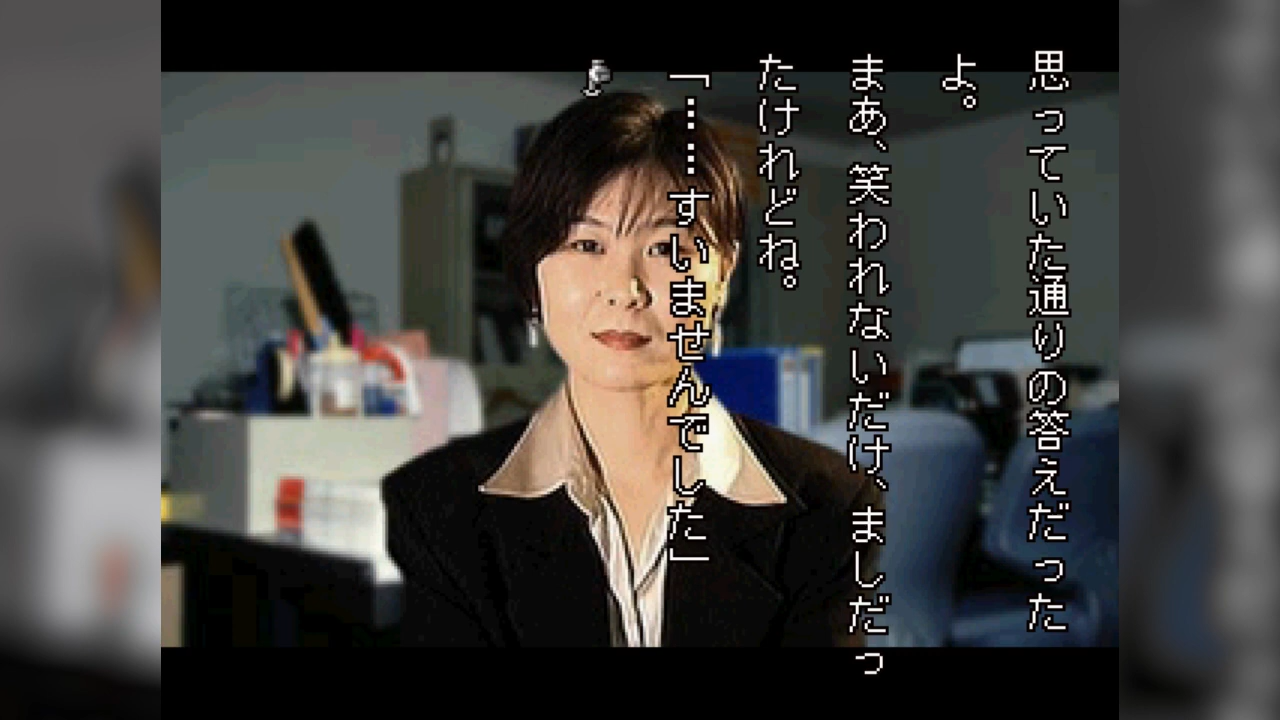 思っていた通りの答えだった
よ。
まあ、笑われないだけ、ましだっ
たけれどね。
「……すいませんでした」